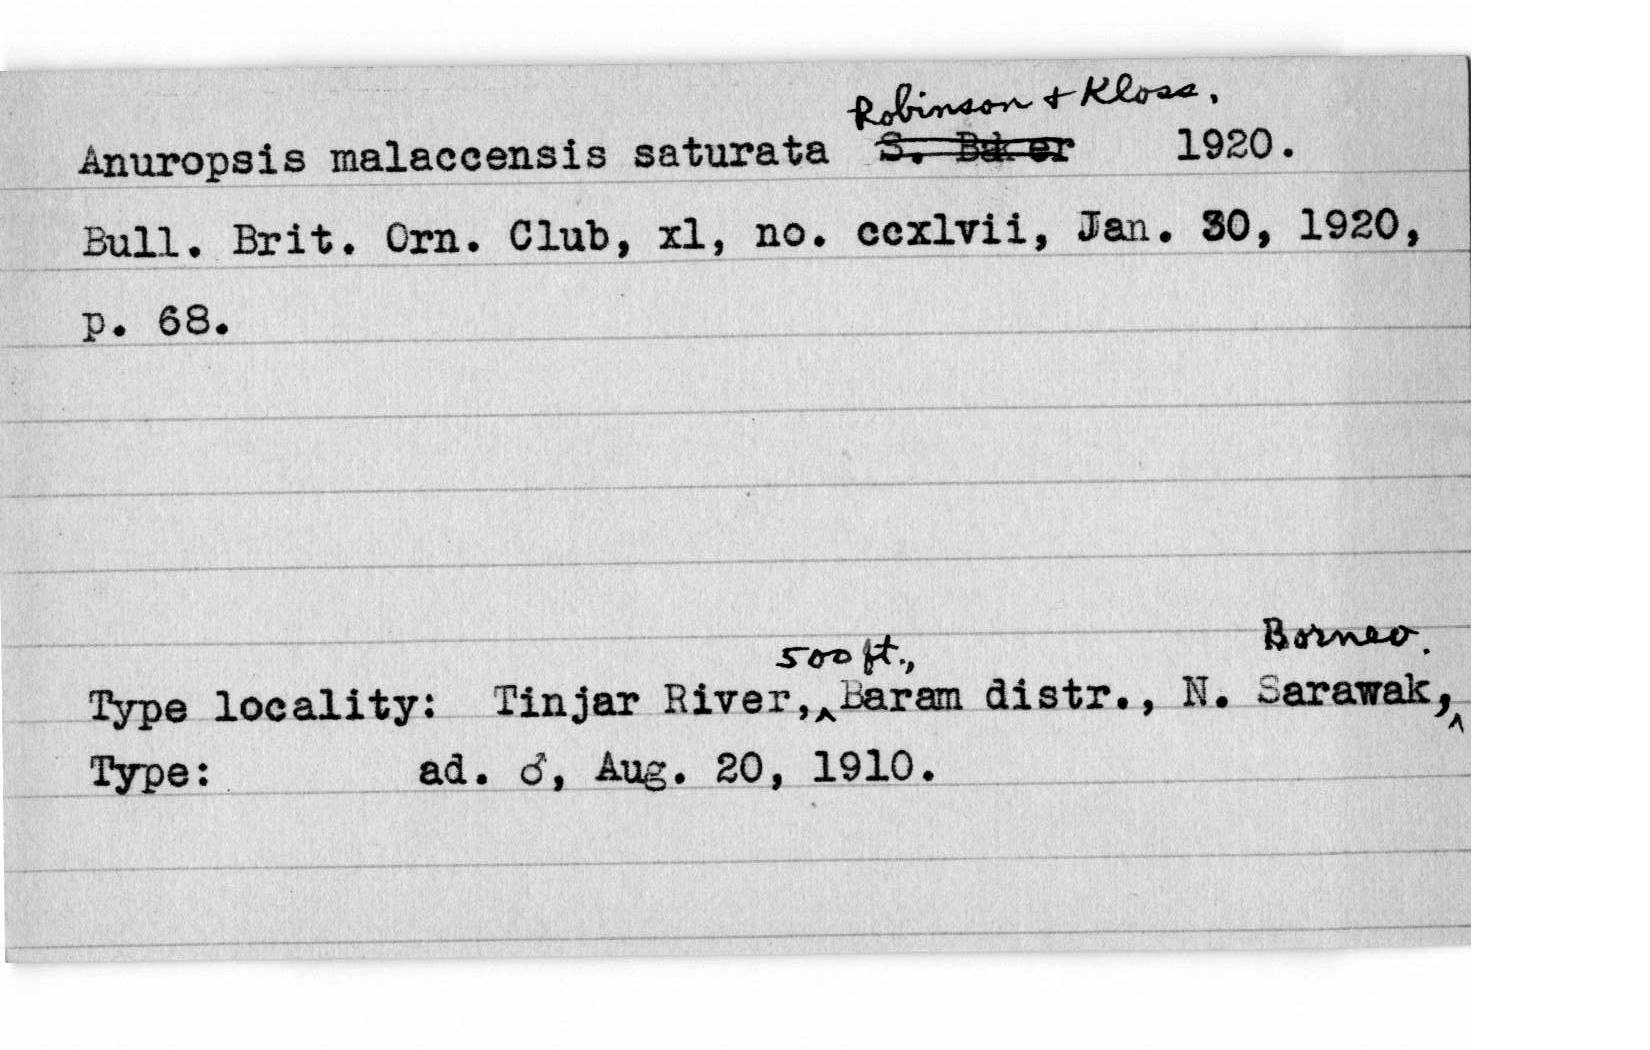 Robinson + Kloss.
Anuropsis malaccensis saturata S. Baker 1920.
Bull. Brit. Orn. Club, xl, no. ccxlvii, Jan. 30, 1920,
p. 68.
500 ft., Borneo.
Type locality: Tinjar River,‸Baram distr., N. Sarawak,‸
Type: ad. ♂, Aug. 20, 1910.